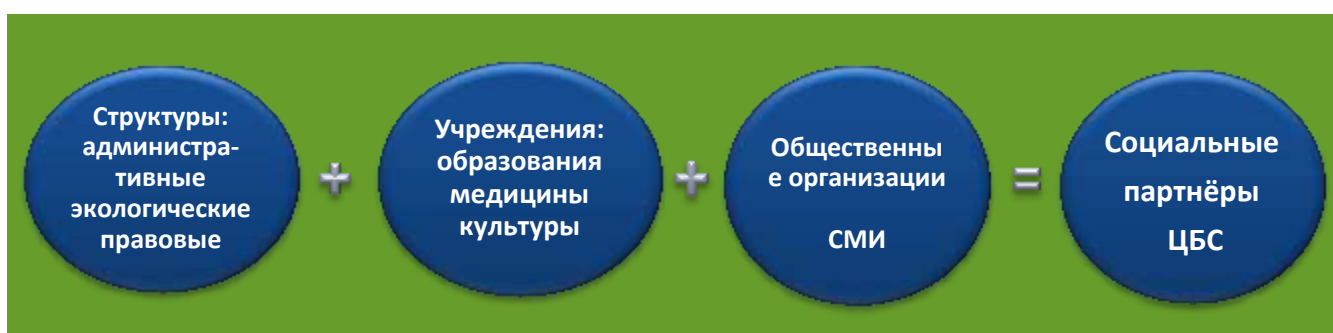 Структуры:
администра-
тивные
экологические
правовые
+
Учреждения:
образования
медицины
культуры
+
Общественны
е организации
СМИ
=
Социальные
партнёры
ЦБС